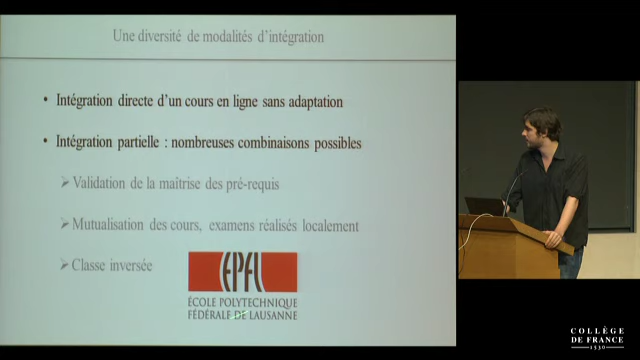 Une diversité de modalités d'intégration
• Intégration directe d'un cours en ligne sans adaptation
• Intégration partielle : nombreuses combinaisons possibles
➢ Validation de la maîtrise des pré-requis
➢ Mutualisation des cours, examens réalisés localement
➢ Classe inversée
EPFL
ÉCOLE POLYTECHNIQUE
FÉDÉRALE DE LAUSANNE
COLLÈGE
DE FRANCE
1530